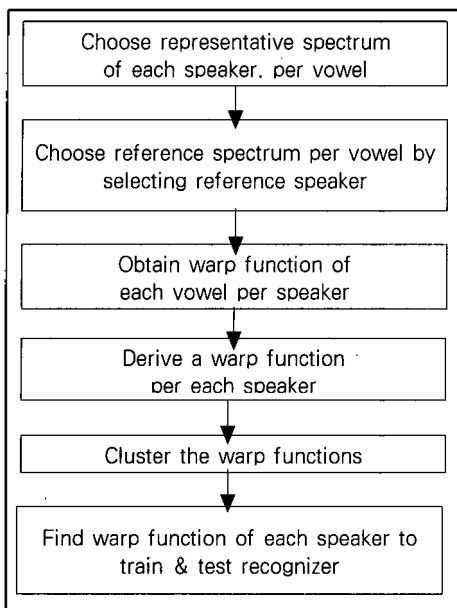 Choose representative spectrum
of each speaker, per vowel
Choose reference spectrum per vowel by
selecting reference speaker
Obtain warp function of
each vowel per speaker
Derive a warp function
per each speaker
Cluster the warp functions
Find warp function of each speaker to
train & test recognizer